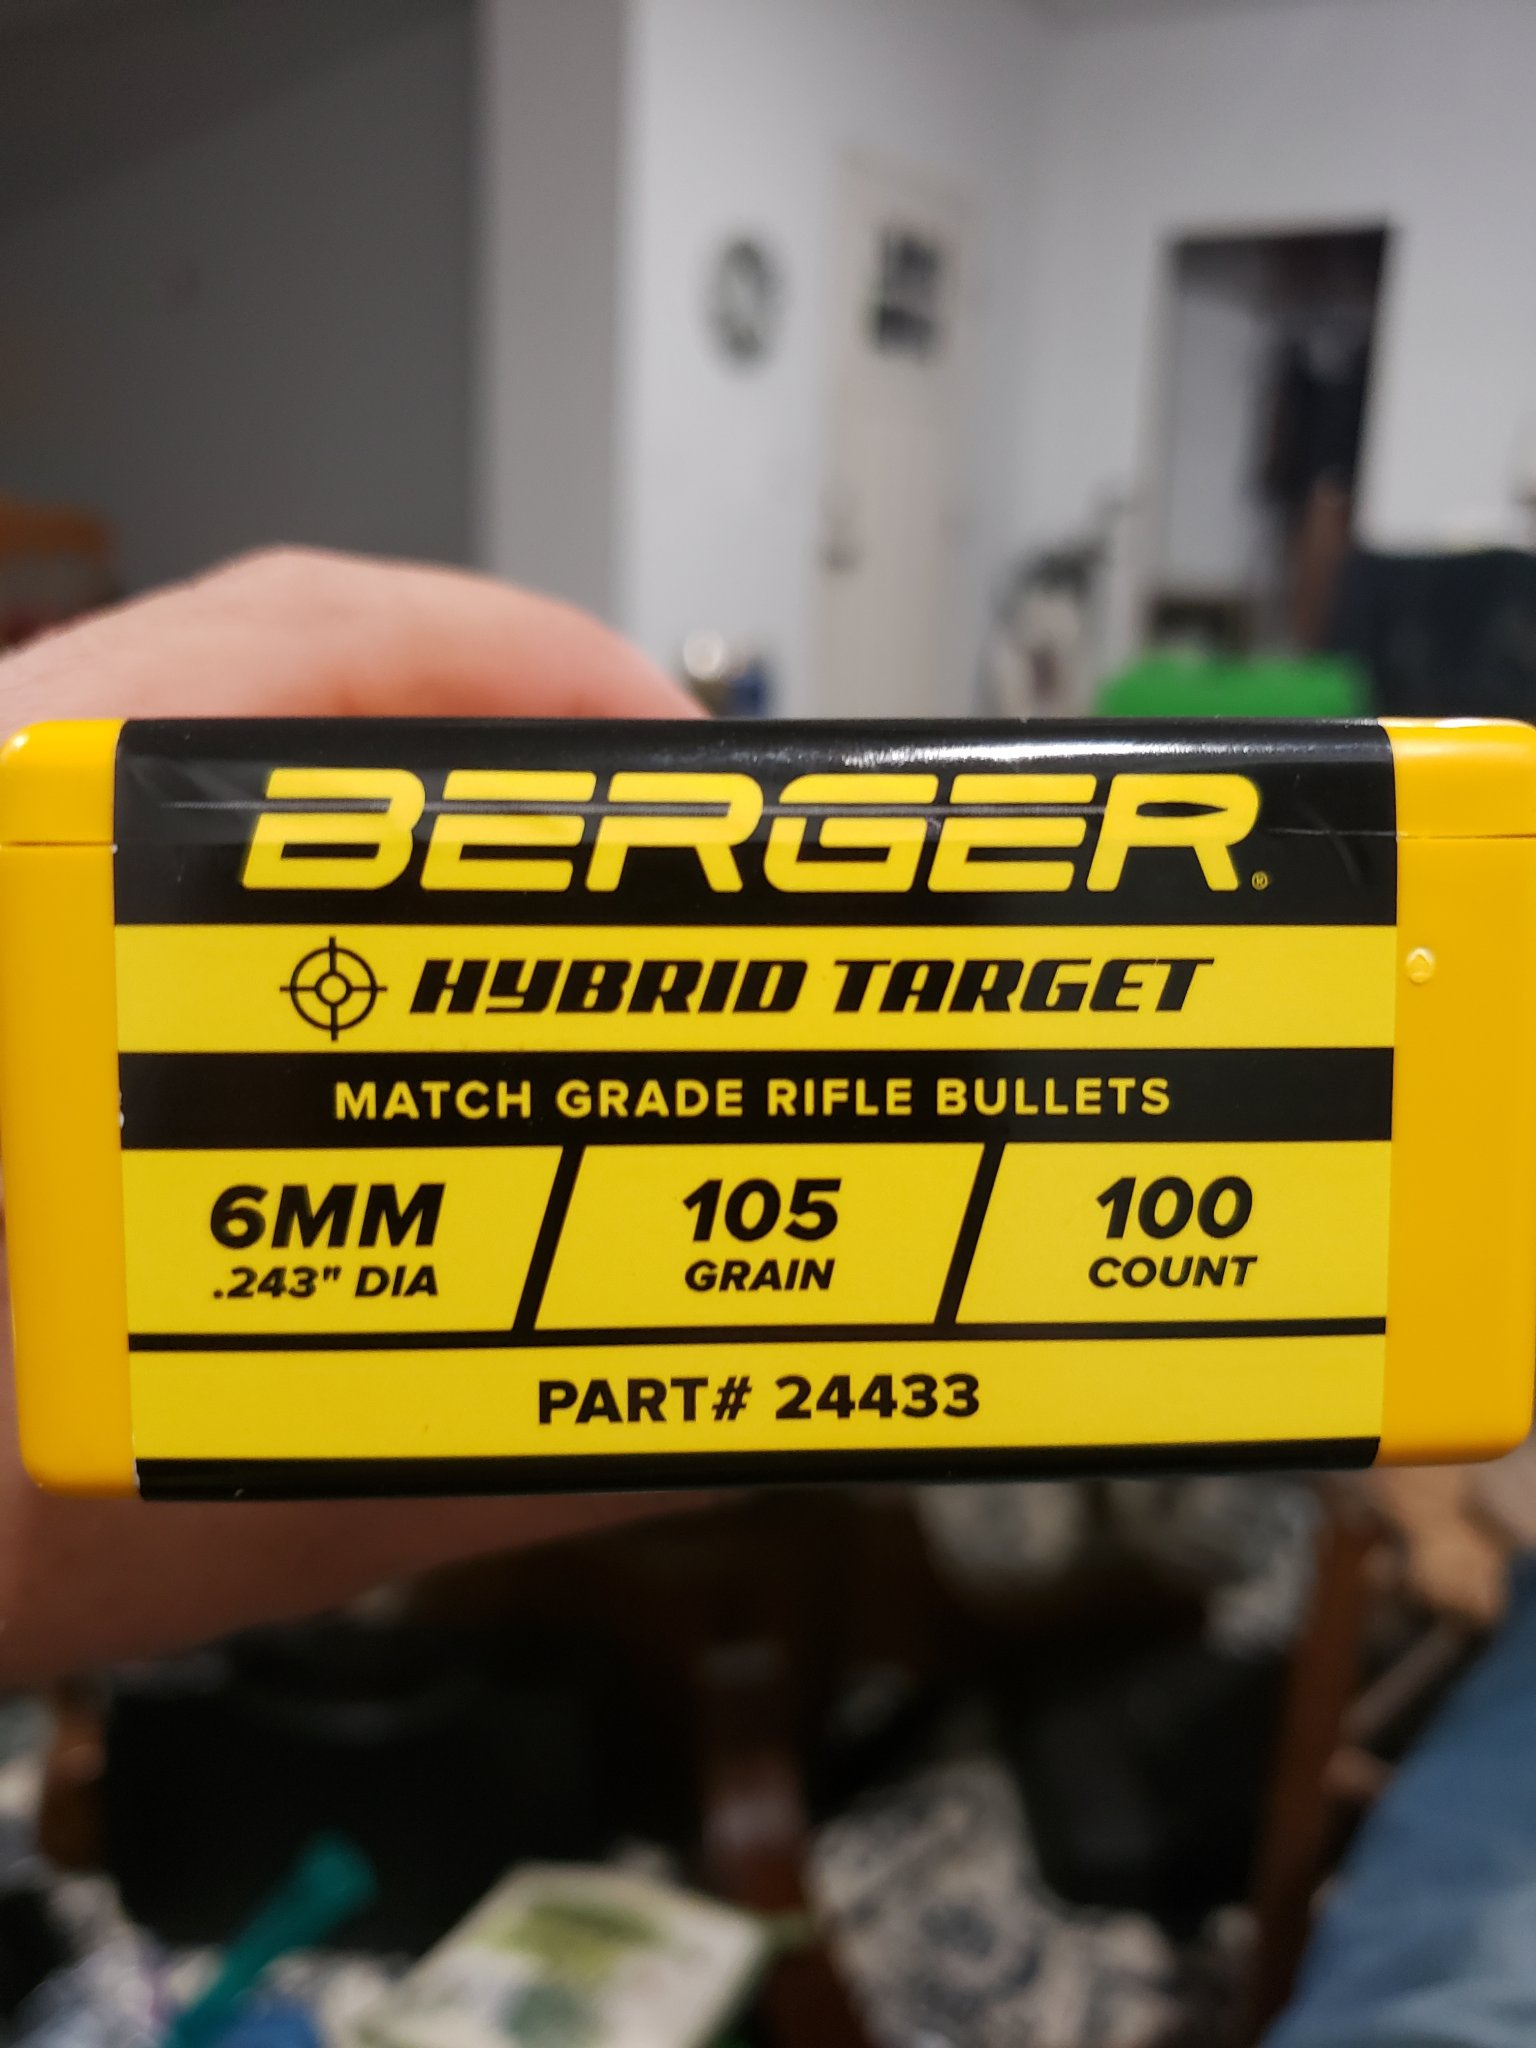 BERGER®
HYBRID TARGET
MATCH GRADE RIFLE BULLETS
6MM
.243" DIA
105
GRAIN
100
COUNT
PART# 24433